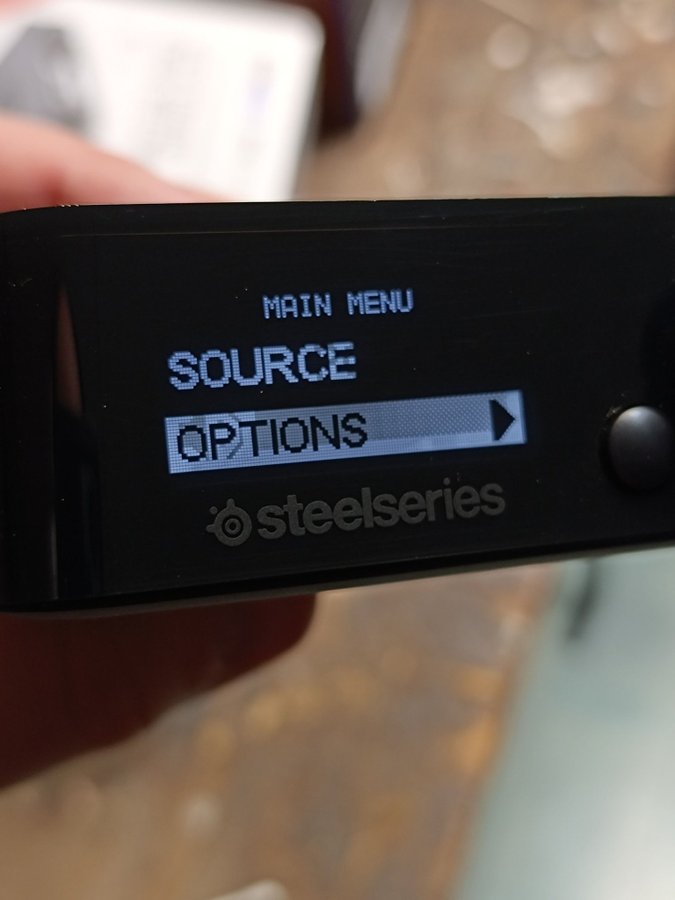 MAIN MENU
SOURCE
OPTIONS
steelseries